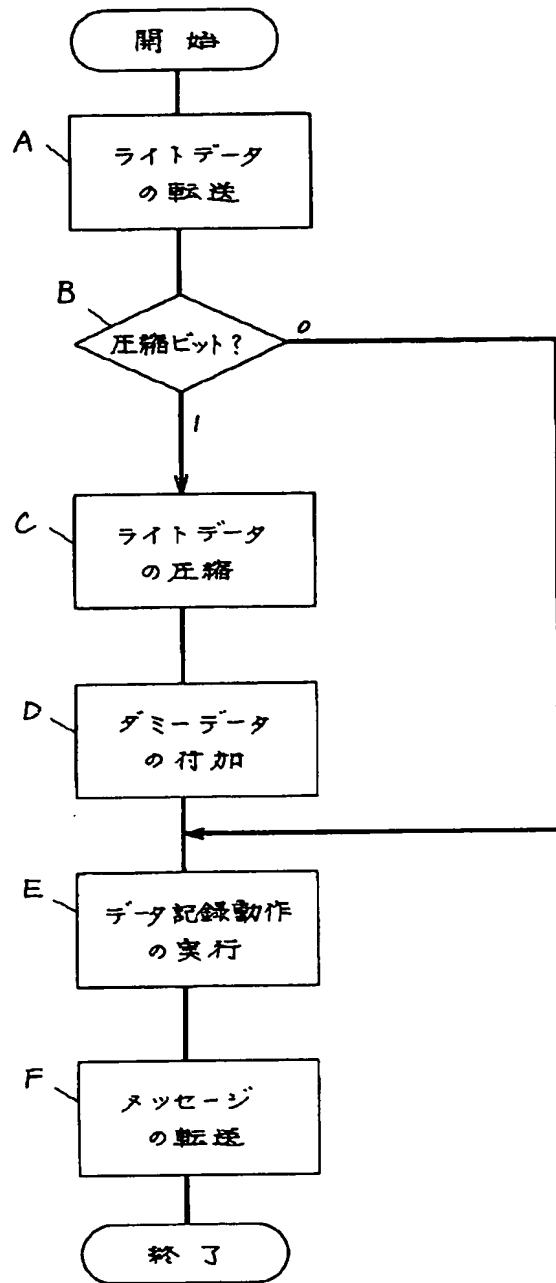 開始
A
ライトデータ
の転送
B
圧縮ビット?
0
1
C
ライトデータ
の圧縮
D
ダミーデータ
の付加
E
データ記録動作
の実行
F
メッセージ
の転送
終了